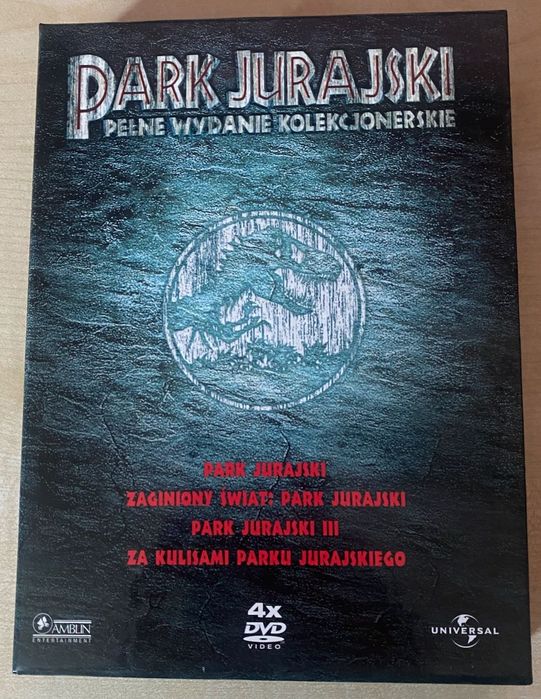 PARK JURAJSKI
PEŁNE WYDANIE KOLEKCJONERSKIE
PARK JURAJSKI
ZAGINIONY ŚWIAT: PARK JURAJSKI
PARK JURAJSKI III
ZA KULISAMI PARKU JURAJSKIEGO
AMBLIN
ENTERTAINMENT
4x
DVD
VIDEO
UNIVERSAL